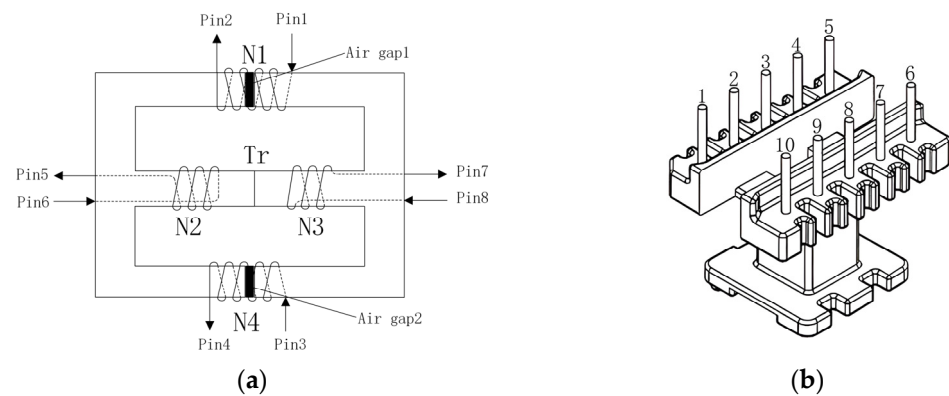 Pin2
Pin1
N1
Air gap1
Tr
Pin5
Pin7
Pin6
Pin8
N2
N3
N4
Air gap2
Pin4
Pin3
(a)
5
4
3
2
1
6
7
8
9
10
(b)